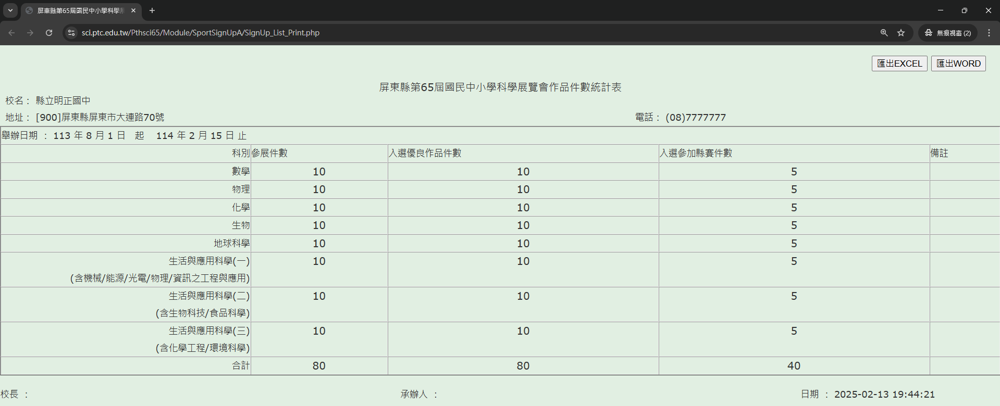 屏東縣第65屆國民中小學科學展
sci.ptc.edu.tw/Pthsci65/Module/SportSignUpA/SignUp_List_Print.php
無痕視窗 (2)
匯出EXCEL 匯出WORD
屏東縣第65屆國民中小學科學展覽會作品件數統計表
校名： 縣立明正國中
地址： [900]屏東縣屏東市大連路70號 電話： (08)7777777
舉辦日期 ： 113 年 8 月 1 日 起 114 年 2 月 15 日 止
科別 參展件數 入選優良作品件數 入選參加縣賽件數 備註
數學 10 10 5
物理 10 10 5
化學 10 10 5
生物 10 10 5
地球科學 10 10 5
生活與應用科學(一) 10 10 5
(含機械/能源/光電/物理/資訊之工程與應用)
生活與應用科學(二) 10 10 5
(含生物科技/食品科學)
生活與應用科學(三) 10 10 5
(含化學工程/環境科學)
合計 80 80 40
校長 ： 承辦人 ： 日期 ： 2025-02-13 19:44:21